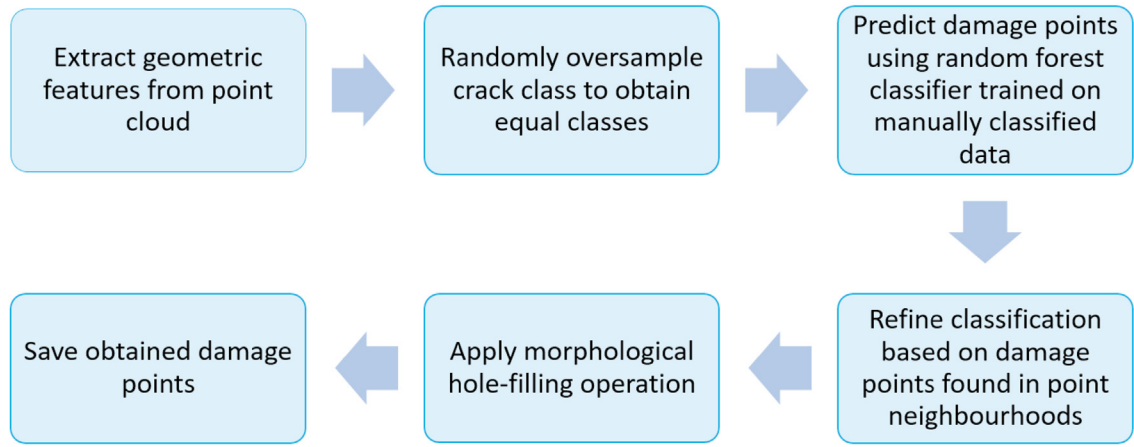 Extract geometric
features from point
cloud
Randomly oversample
crack class to obtain
equal classes
Predict damage points
using random forest
classifier trained on
manually classified
data
Refine classification
based on damage
points found in point
neighbourhoods
Apply morphological
hole-filling operation
Save obtained damage
points